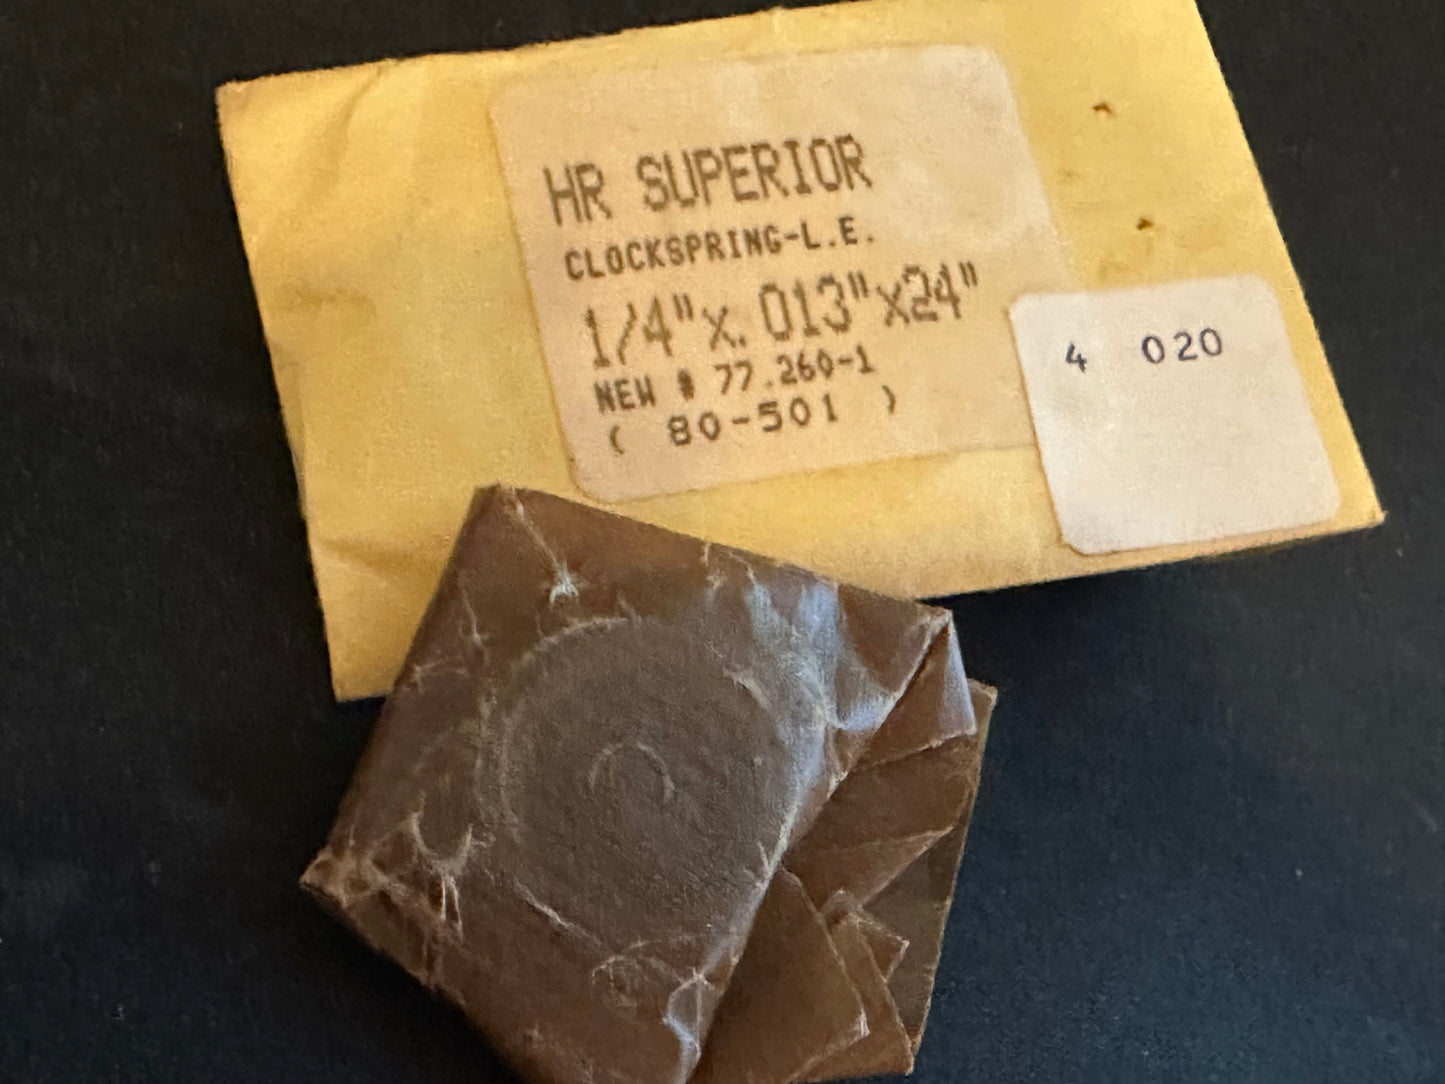 HR SUPERIOR
CLOCKSPRING-L.E.
1/4"x.013"x24"
NEW # 77.260-1
( 80-501 )
4 020